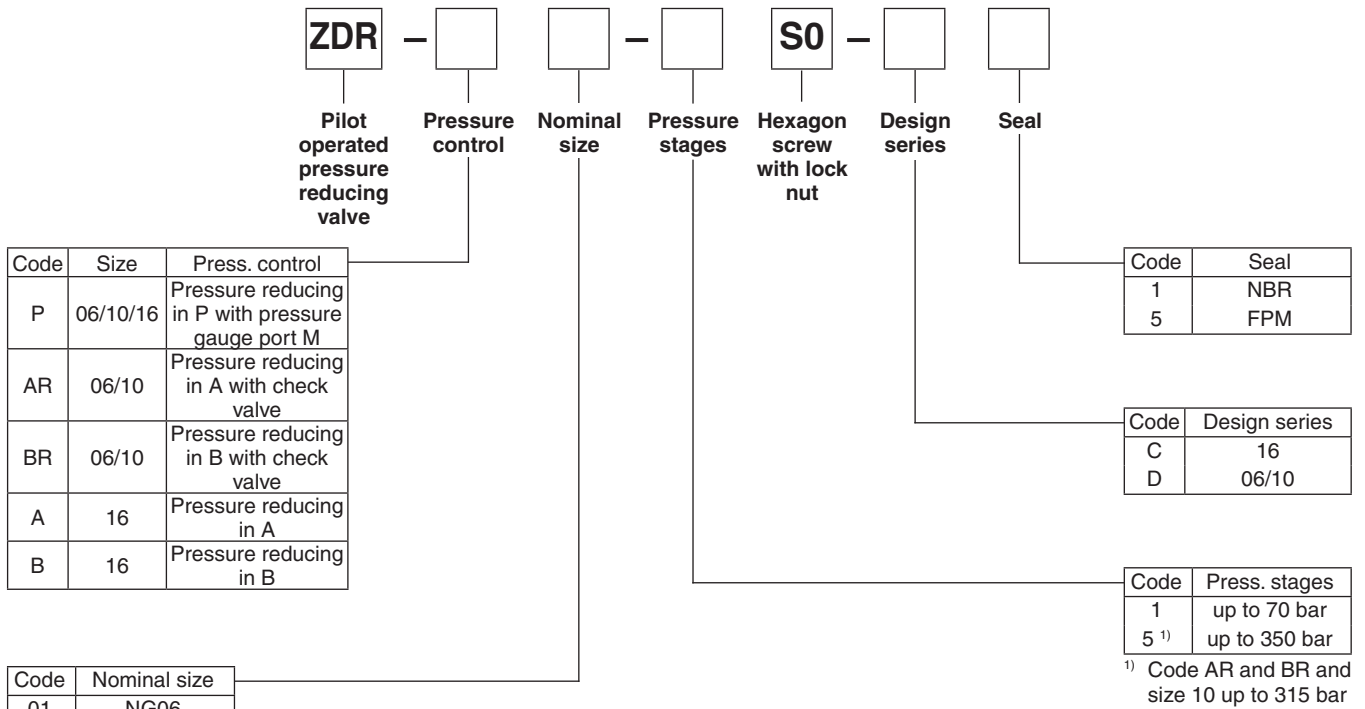 ZDR – – S0 –
Pilot operated pressure reducing valve
Pressure control
Nominal size
Pressure stages
Hexagon screw with lock nut
Design series
Seal
Code Size Press. control
P 06/10/16 Pressure reducing in P with pressure gauge port M
AR 06/10 Pressure reducing in A with check valve
BR 06/10 Pressure reducing in B with check valve
A 16 Pressure reducing in A
B 16 Pressure reducing in B
Code Nominal size
01 NG06
Code Seal
1 NBR
5 FPM
Code Design series
C 16
D 06/10
Code Press. stages
1 up to 70 bar
5 1) up to 350 bar
1) Code AR and BR and
size 10 up to 315 bar